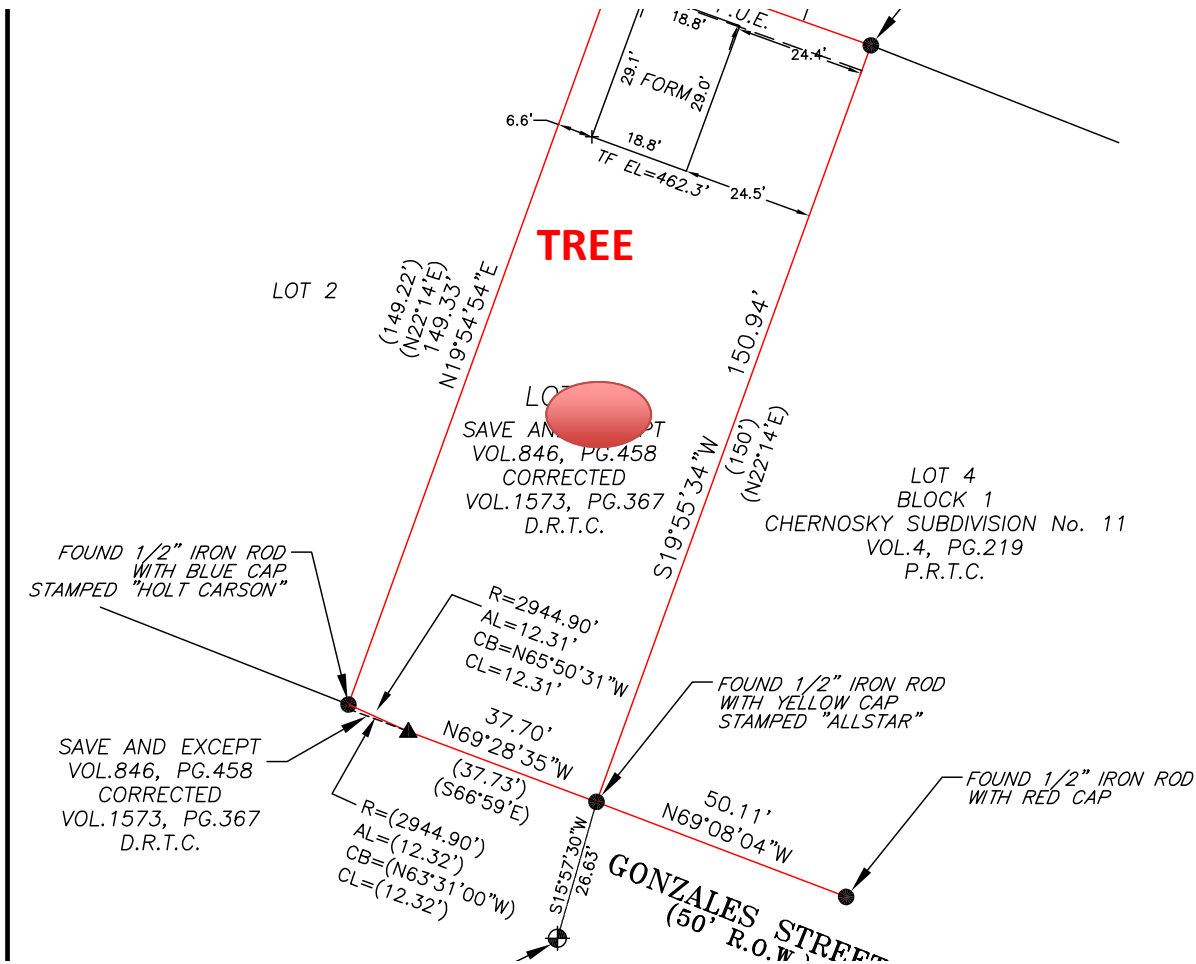 .U.E.
18.8'
24.4'
29.1'
FORM
29.0'
6.6'
18.8'
TF EL=462.3'
24.5'
TREE
LOT 2
(149.22')
(N22°14'E)
149.33'
N19°54'54"E
150.94'
S19°55'34"W
(150')
(N22°14'E)
SAVE AN
PT
VOL.846, PG.458
CORRECTED
VOL.1573, PG.367
D.R.T.C.
LOT 4
BLOCK 1
CHERNOSKY SUBDIVISION No. 11
VOL.4, PG.219
P.R.T.C.
FOUND 1/2" IRON ROD
WITH BLUE CAP
STAMPED "HOLT CARSON"
R=2944.90'
AL=12.31'
CB=N65°50'31"W
CL=12.31'
FOUND 1/2" IRON ROD
WITH YELLOW CAP
STAMPED "ALLSTAR"
37.70'
N69°28'35"W
(37.73')
(S66°59'E)
SAVE AND EXCEPT
VOL.846, PG.458
CORRECTED
VOL.1573, PG.367
D.R.T.C.
FOUND 1/2" IRON ROD
WITH RED CAP
50.11'
N69°08'04"W
R=(2944.90')
AL=(12.32')
CB=(N63°31'00"W)
CL=(12.32')
S15°57'30"W
26.63'
GONZALES STREET
(50' R.O.W.)